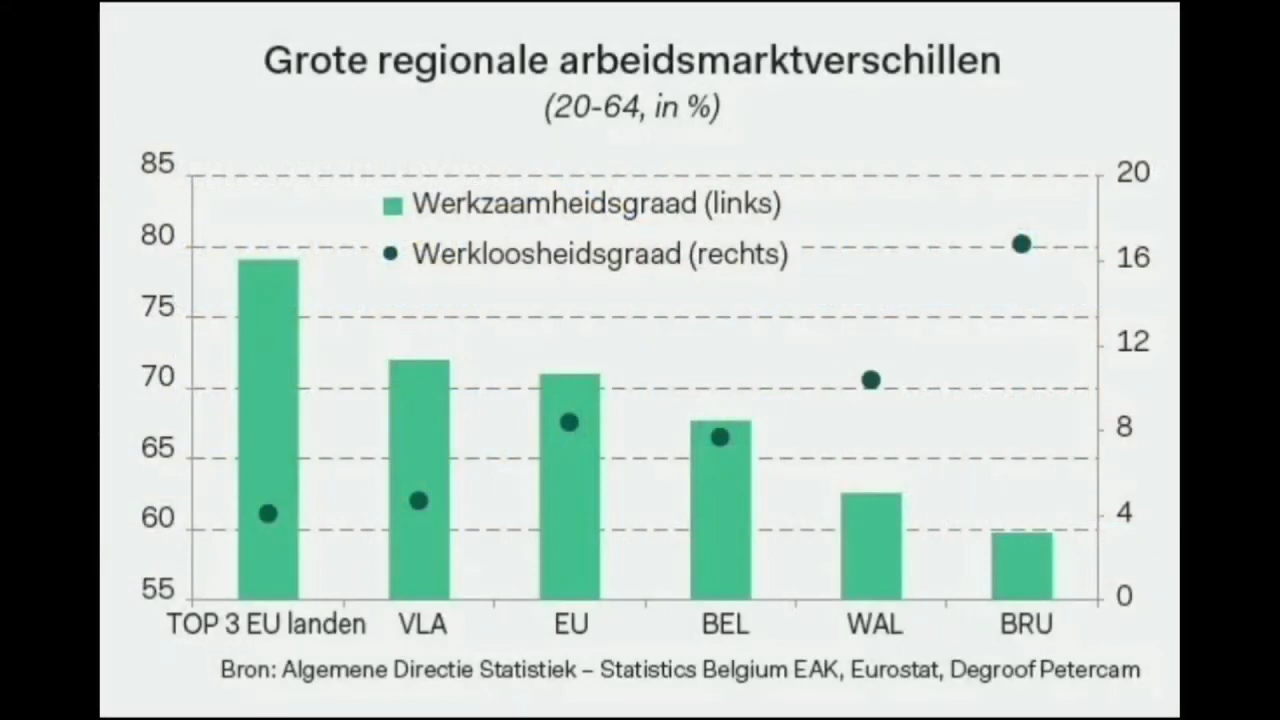 Grote regionale arbeidsmarktverschillen
(20-64, in %)
85
20
Werkzaamheidsgraad (links)
80
Werkloosheidsgraad (rechts)
16
75
12
70
8
65
60
4
55
0
TOP 3 EU landen VLA EU BEL WAL BRU
Bron: Algemene Directie Statistiek – Statistics Belgium EAK, Eurostat, Degroof Petercam